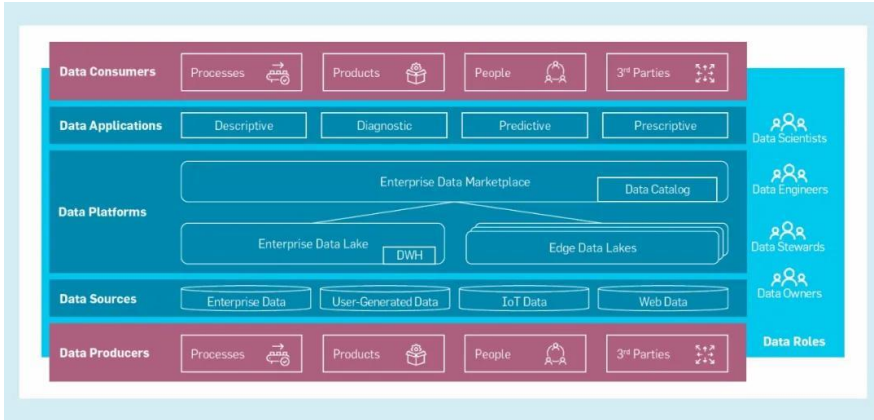 Data Consumers
Processes
Products
People
3rd Parties
Data Applications
Descriptive
Diagnostic
Predictive
Prescriptive
Data Scientists
Data Platforms
Enterprise Data Marketplace
Data Catalog
Data Engineers
Enterprise Data Lake
DWH
Edge Data Lakes
Data Stewards
Data Sources
Enterprise Data
User-Generated Data
IoT Data
Web Data
Data Owners
Data Producers
Processes
Products
People
3rd Parties
Data Roles